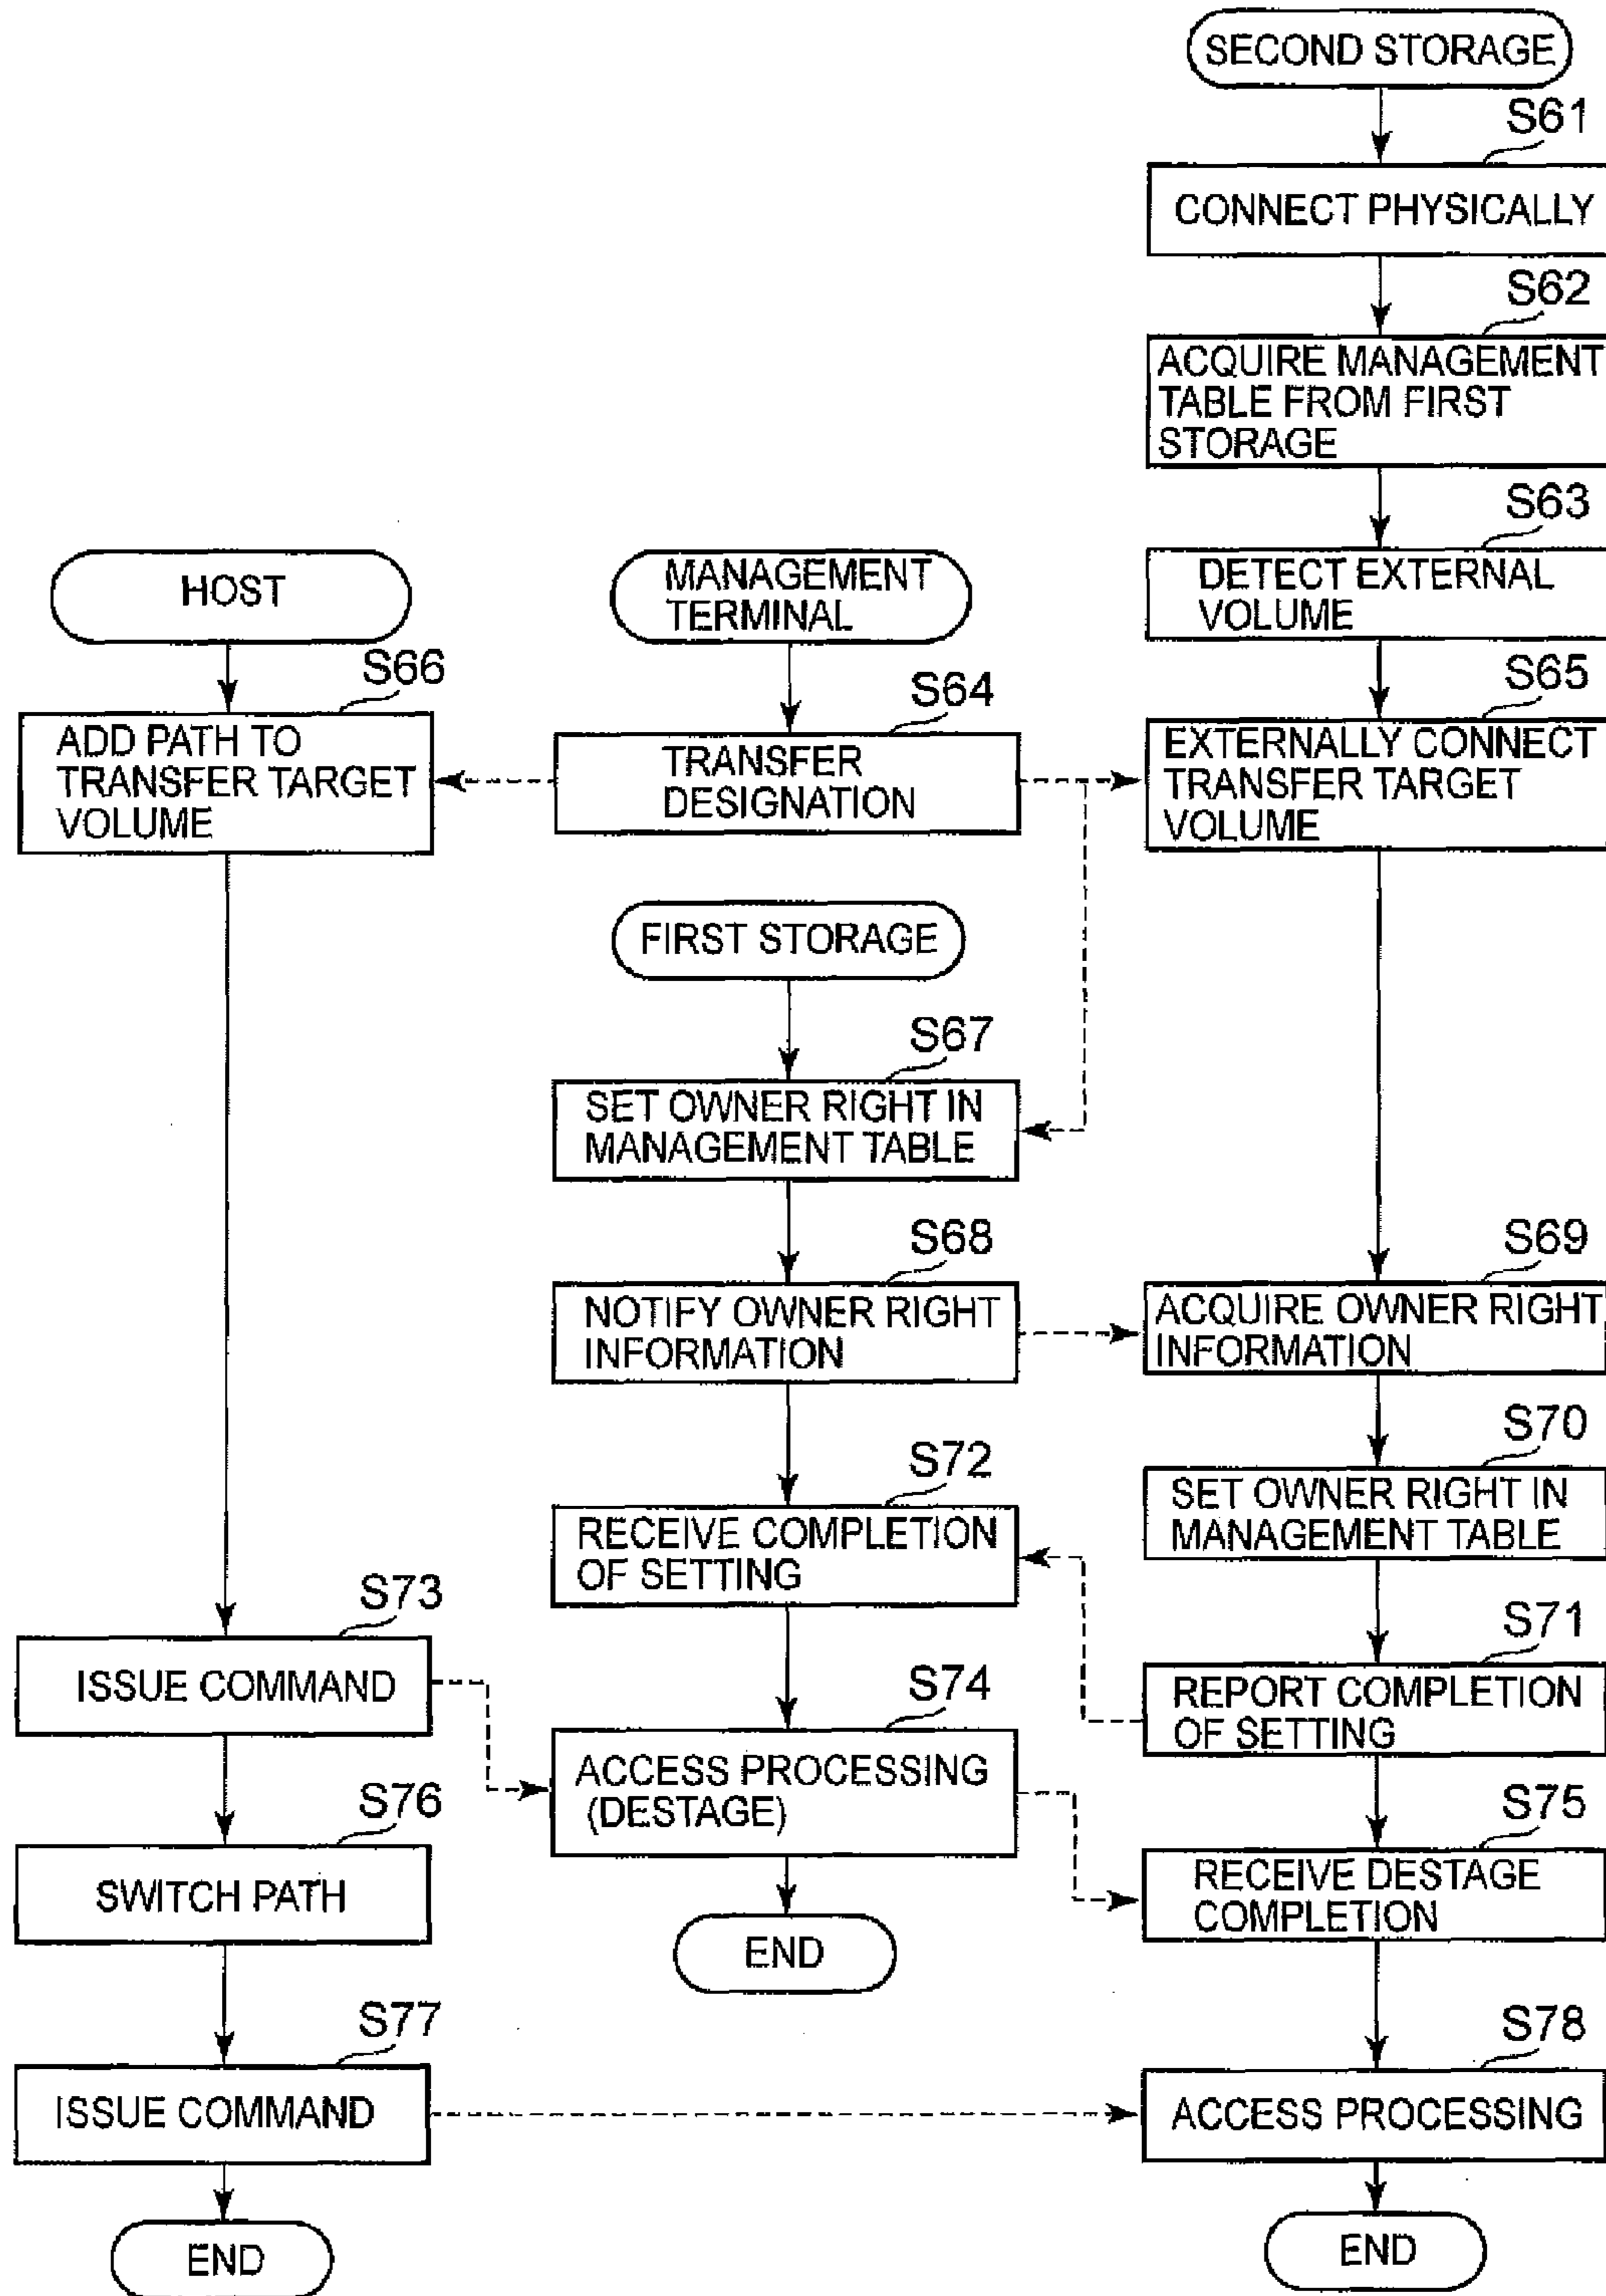 SECOND STORAGE
S61
CONNECT PHYSICALLY
S62
ACQUIRE MANAGEMENT
TABLE FROM FIRST
STORAGE
S63
DETECT EXTERNAL
VOLUME
HOST
MANAGEMENT
TERMINAL
S66
ADD PATH TO
TRANSFER TARGET
VOLUME
S64
TRANSFER
DESIGNATION
S65
EXTERNALLY CONNECT
TRANSFER TARGET
VOLUME
FIRST STORAGE
S67
SET OWNER RIGHT IN
MANAGEMENT TABLE
S68
NOTIFY OWNER RIGHT
INFORMATION
S69
ACQUIRE OWNER RIGHT
INFORMATION
S70
SET OWNER RIGHT IN
MANAGEMENT TABLE
S72
RECEIVE COMPLETION
OF SETTING
S71
REPORT COMPLETION
OF SETTING
S73
ISSUE COMMAND
S74
ACCESS PROCESSING
(DESTAGE)
S75
RECEIVE DESTAGE
COMPLETION
S76
SWITCH PATH
END
S77
ISSUE COMMAND
S78
ACCESS PROCESSING
END
END